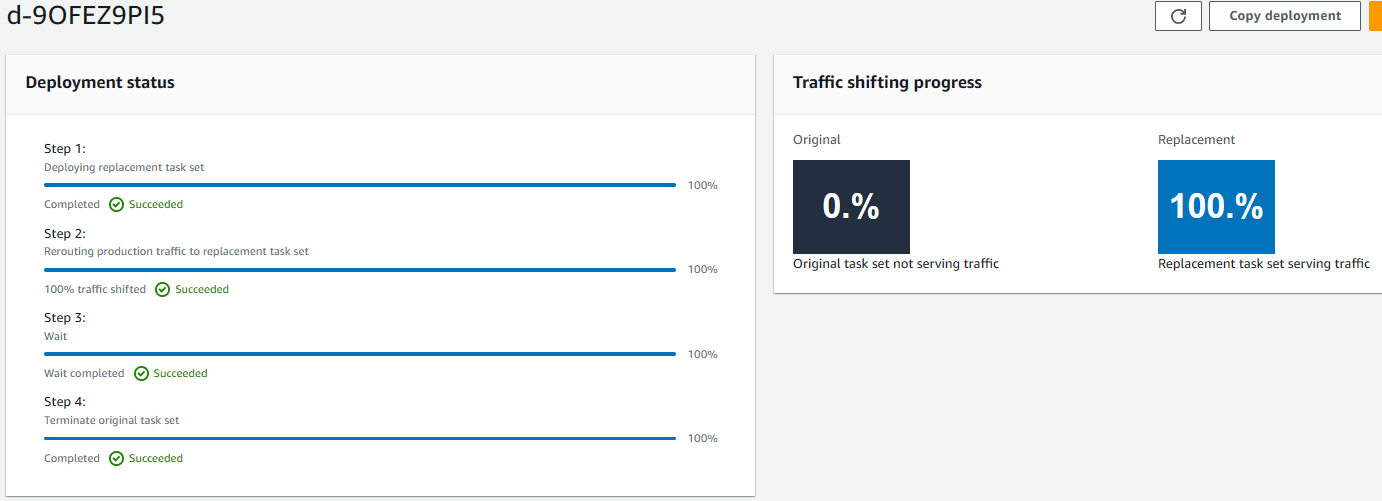 d-9OFEZ9PI5
Copy deployment
Deployment status
Step 1:
Deploying replacement task set
100%
Completed Succeeded
Step 2:
Rerouting production traffic to replacement task set
100%
100% traffic shifted Succeeded
Step 3:
Wait
100%
Wait completed Succeeded
Step 4:
Terminate original task set
100%
Completed Succeeded
Traffic shifting progress
Original Replacement
0.% 100.%
Original task set not serving traffic Replacement task set serving traffic